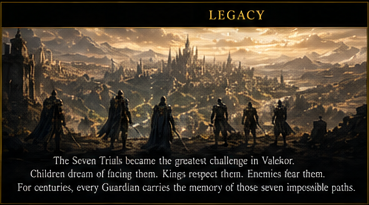 LEGACY
The Seven Trials became the greatest challenge in Valekor.
Children dream of facing them. Kings respect them. Enemies fear them.
For centuries, every Guardian carries the memory of those seven impossible paths.